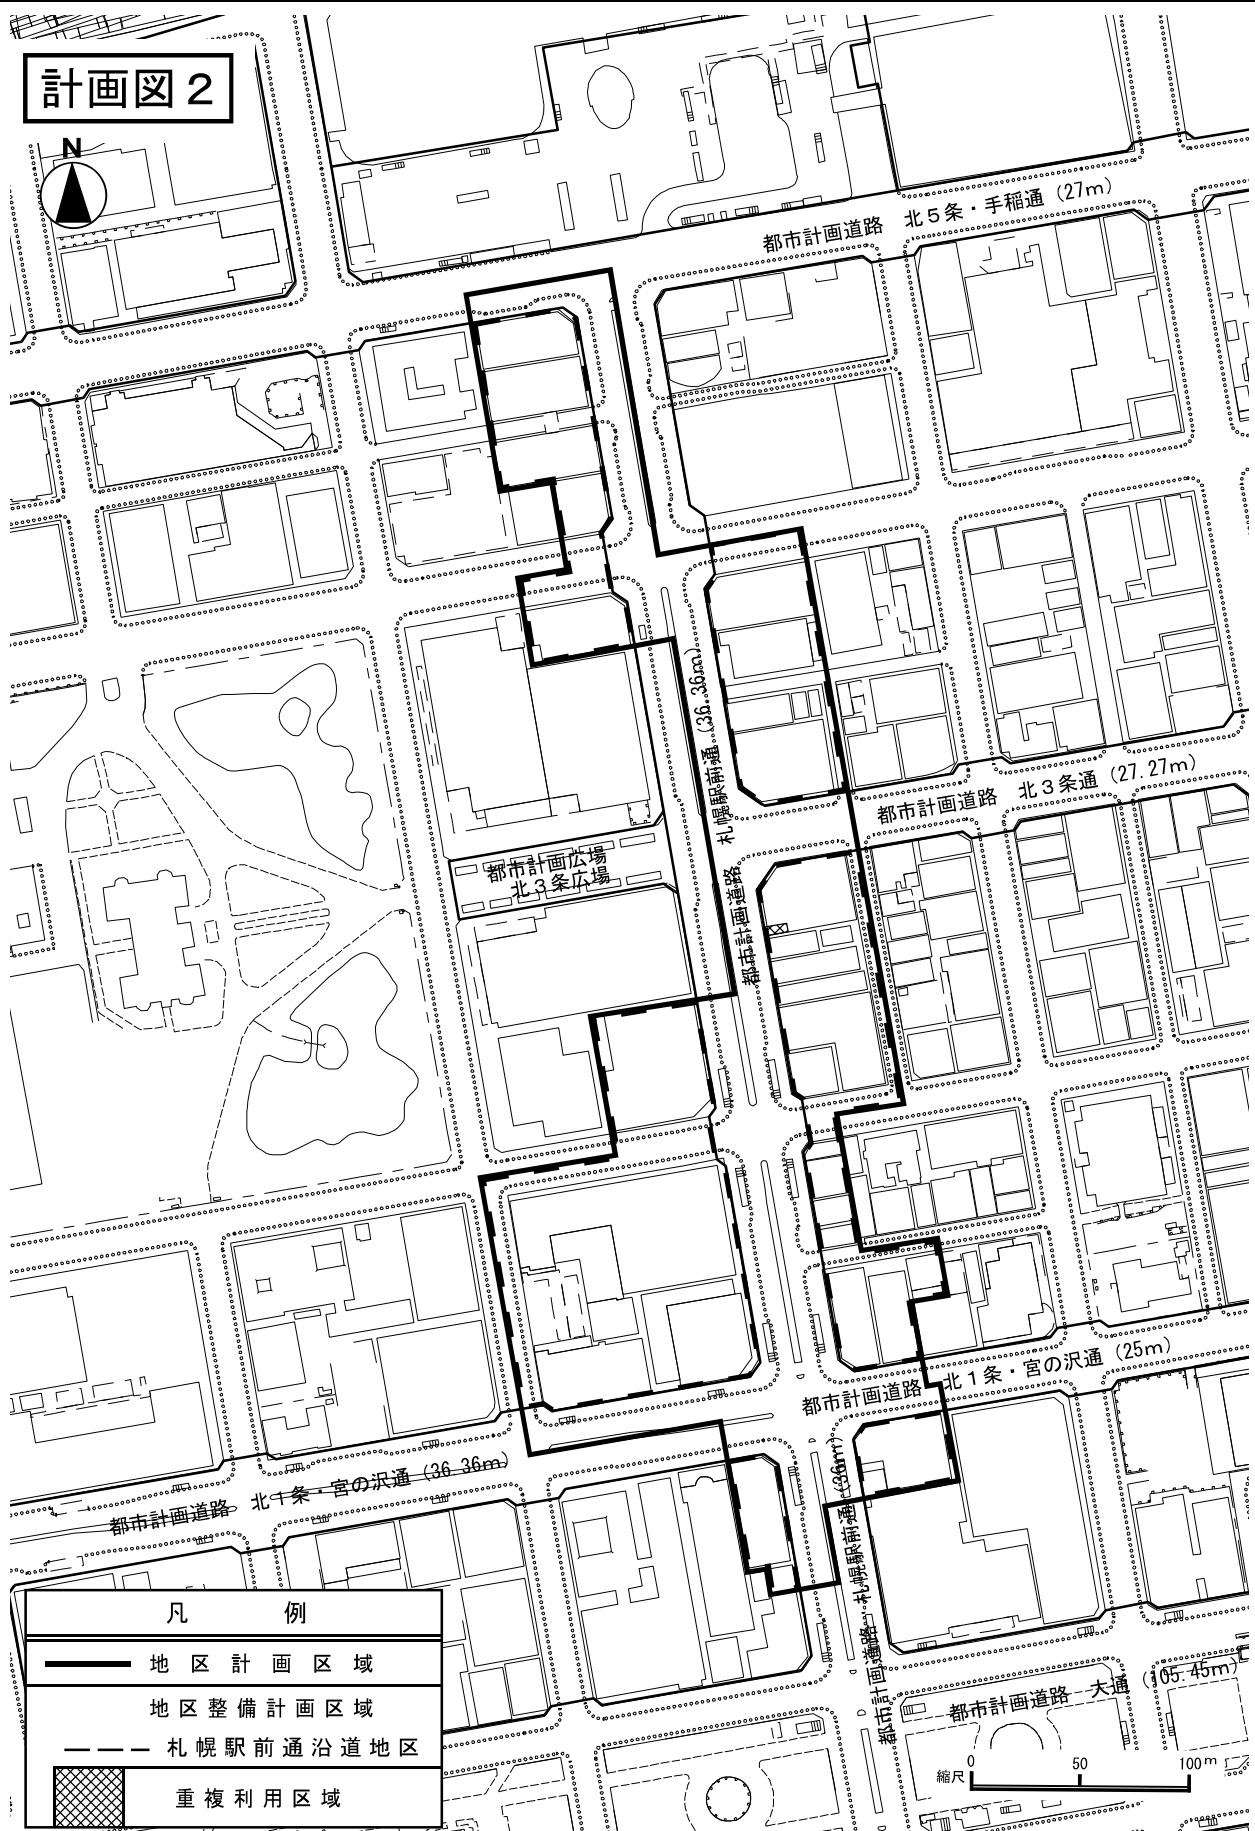 計画図２
N
都市計画道路　北５条・手稲通（27m）
札幌駅前通（36.36m）
都市計画道路
都市計画道路　北３条通（27.27m）
都市計画広場
北３条広場
都市計画道路　北１条・宮の沢通（25m）
都市計画道路　北１条・宮の沢通（36.36m）
都市計画道路　札幌駅前通（36m）
都市計画道路　大通（105.45m）
凡　例
地区計画区域
地区整備計画区域
札幌駅前通沿道地区
重複利用区域
縮尺
0　50　100m